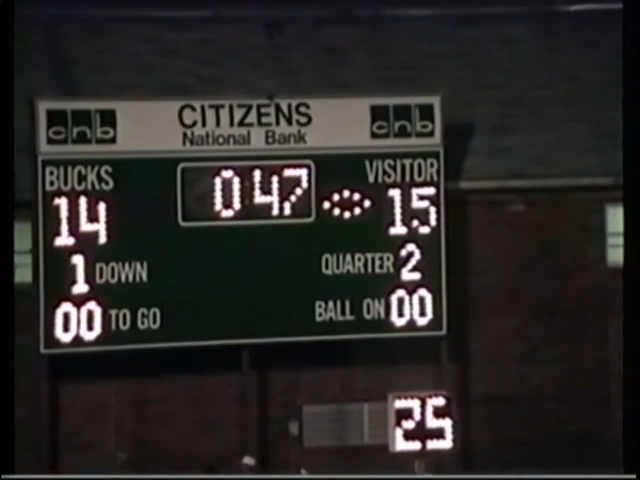 cnb CITIZENS cnb
National Bank
BUCKS 0 47 VISITOR
14 15
1 DOWN QUARTER 2
00 TO GO BALL ON 00
25